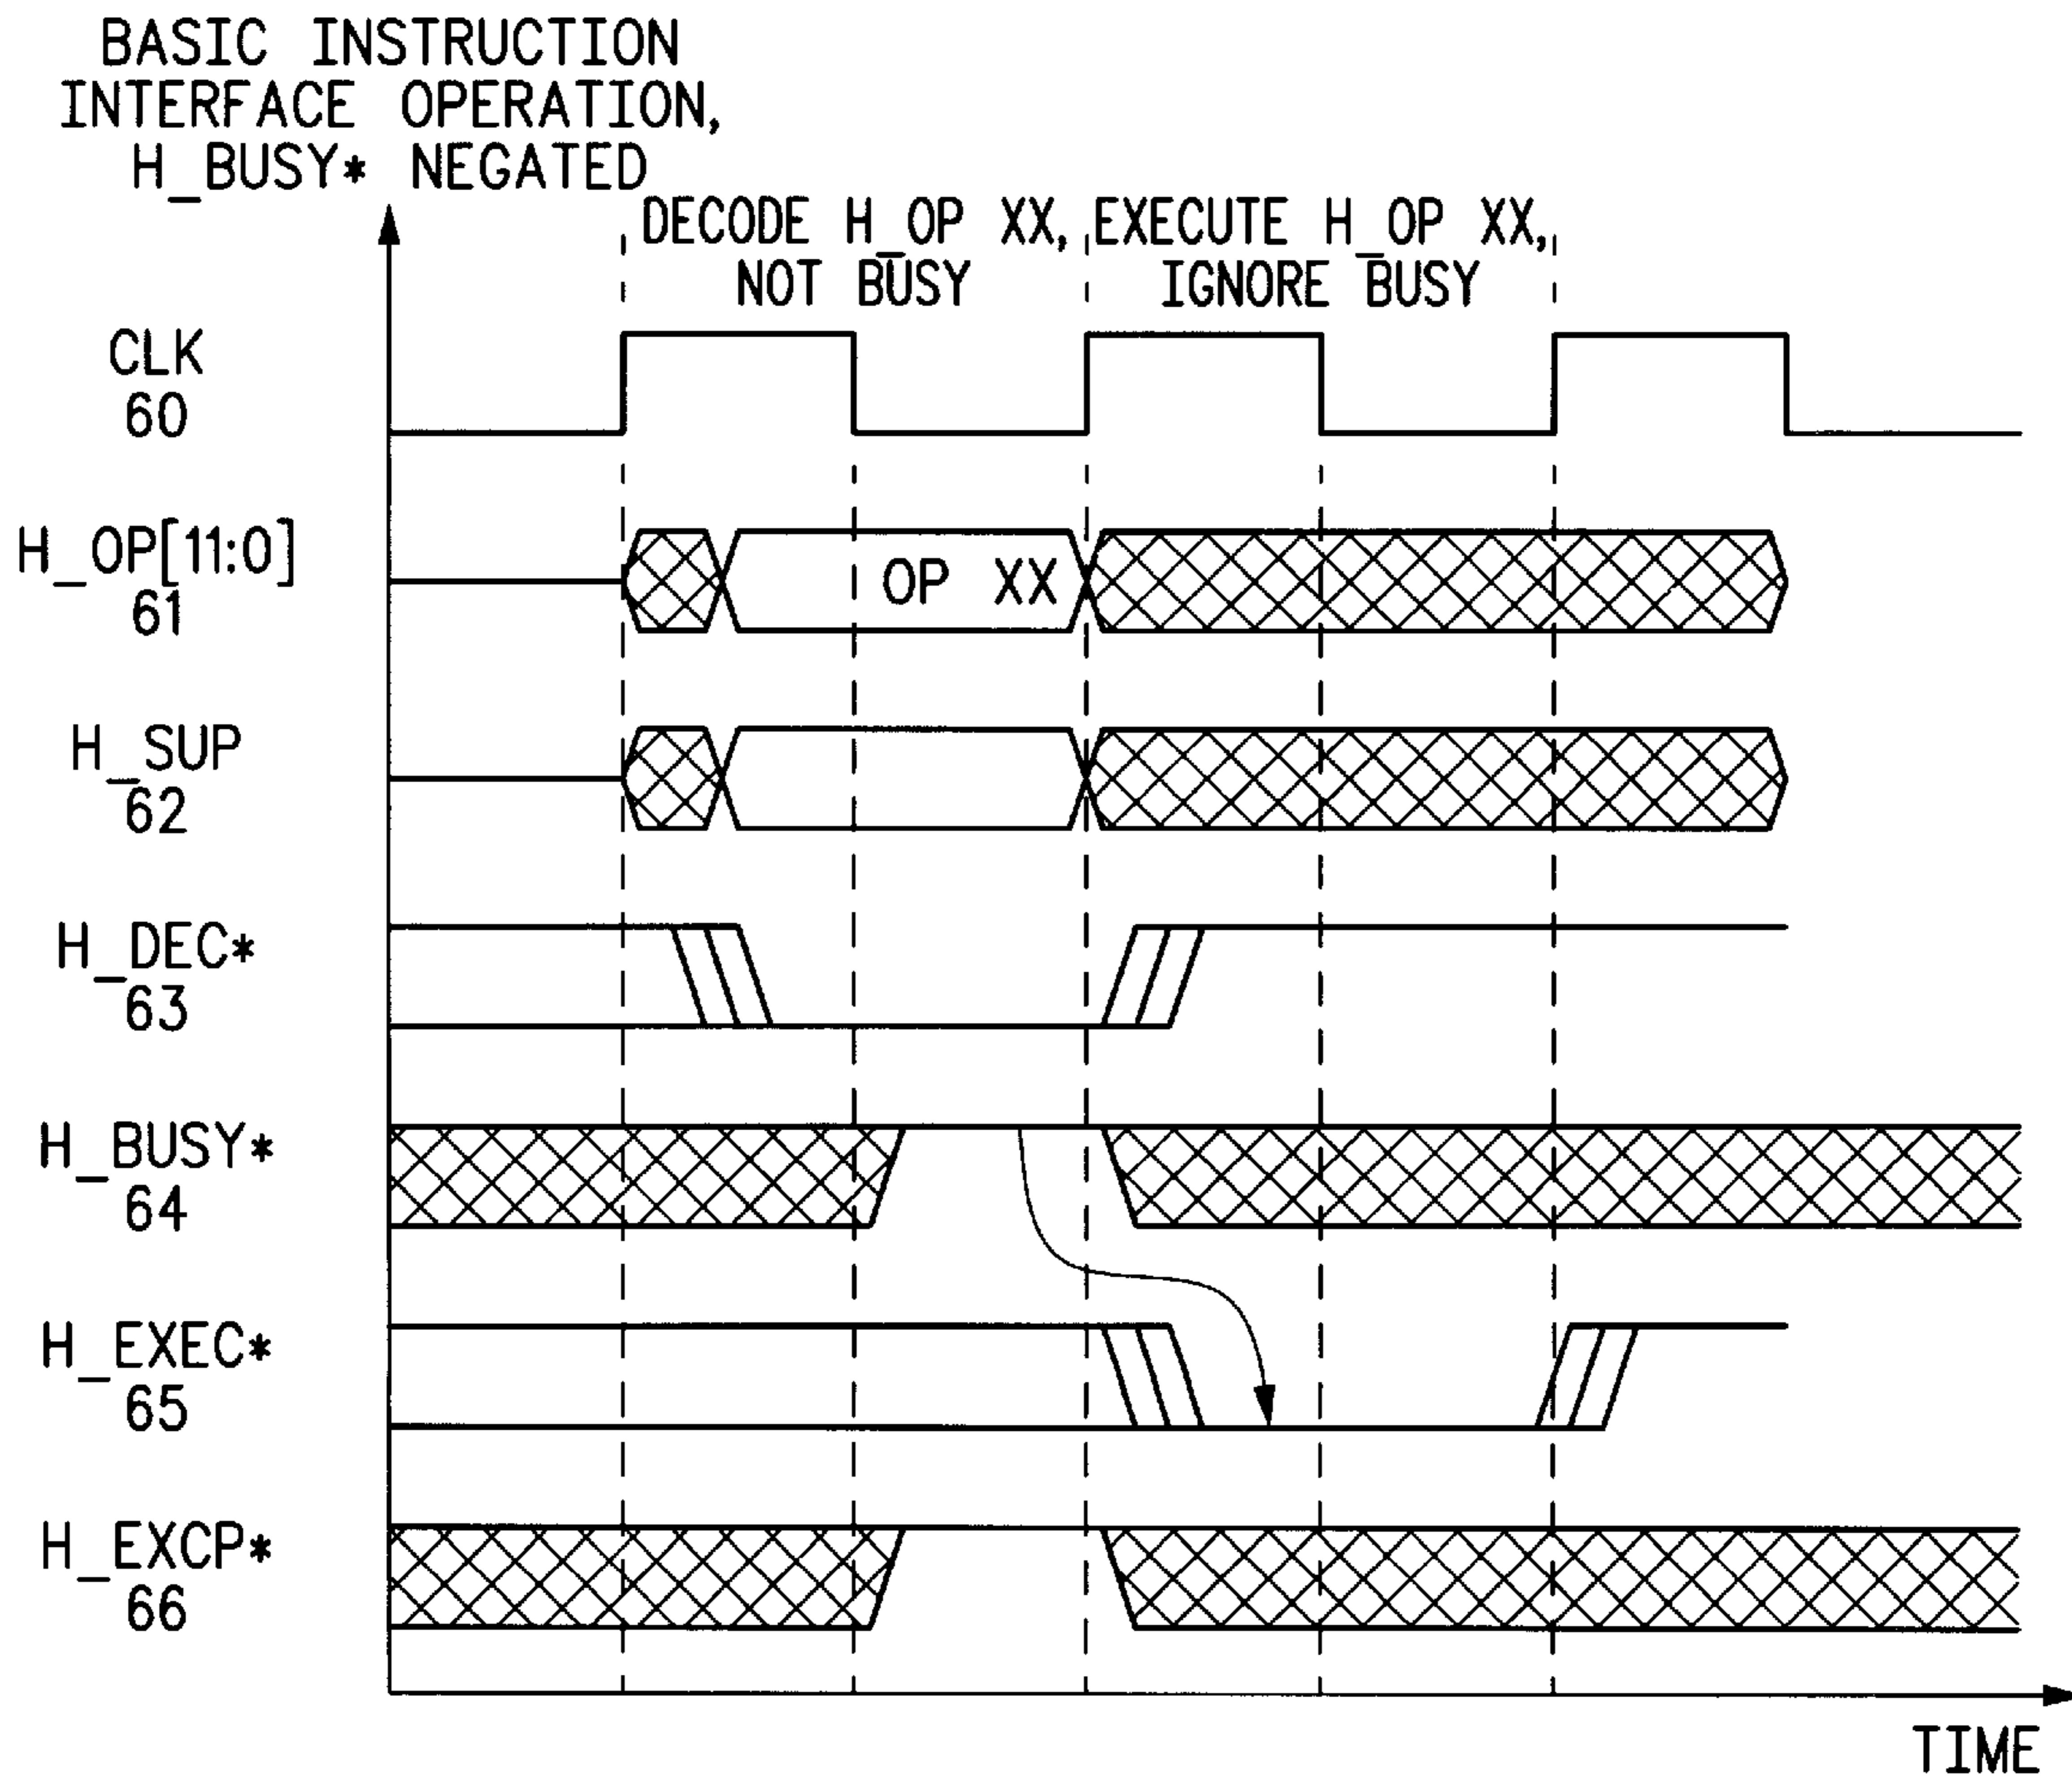 BASIC INSTRUCTION
INTERFACE OPERATION,
H_BUSY* NEGATED
DECODE H_OP XX, EXECUTE H_OP XX,
NOT BUSY IGNORE BUSY
CLK
60
H_OP[11:0]
61
OP XX
H_SUP
62
H_DEC*
63
H_BUSY*
64
H_EXEC*
65
H_EXCP*
66
TIME